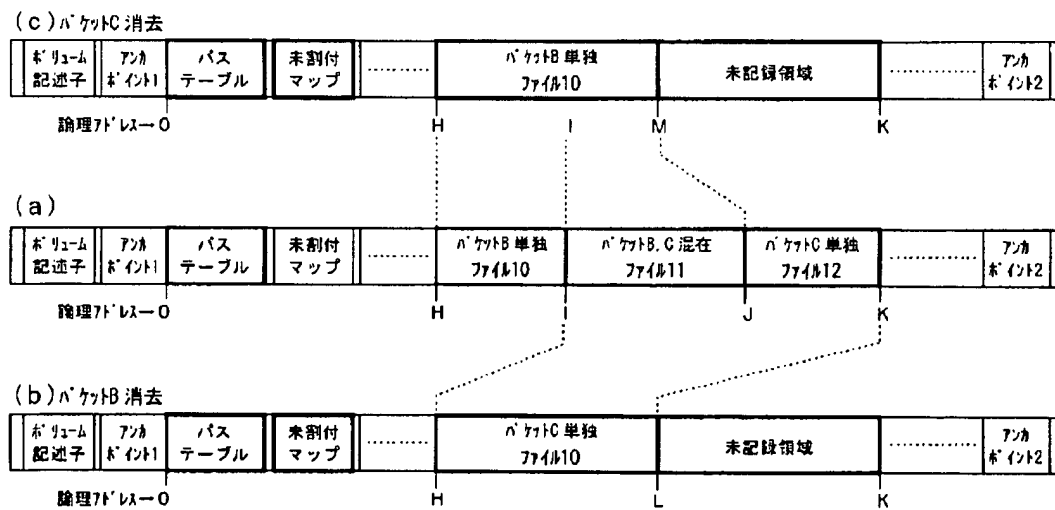 (c)パケットC消去
ボリューム 記述子 アンカ ポイント1 パス テーブル 未割付 マップ ‥‥‥ パケットB単独 ファイル10 未記録領域 ‥‥‥ アンカ ポイント2
論理アドレス→0 H I M K
(a)
ボリューム 記述子 アンカ ポイント1 パス テーブル 未割付 マップ ‥‥‥ パケットB単独 ファイル10 パケットB,C混在 ファイル11 パケットC単独 ファイル12 ‥‥‥ アンカ ポイント2
論理アドレス→0 H I J K
(b)パケットB消去
ボリューム 記述子 アンカ ポイント1 パス テーブル 未割付 マップ ‥‥‥ パケットC単独 ファイル10 未記録領域 ‥‥‥ アンカ ポイント2
論理アドレス→0 H L K